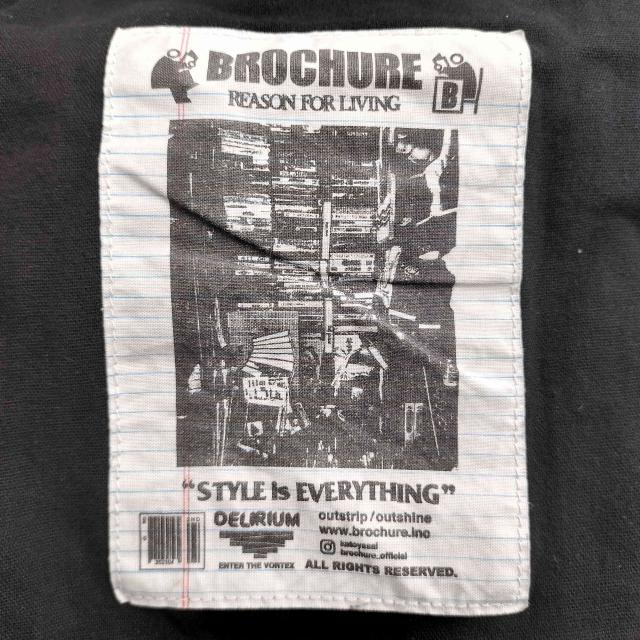 BROCHURE
REASON FOR LIVING
B
"STYLE is EVERYTHING"
DELIRIUM
ENTER THE VORTEX
outstrip/outshine
www.brochure.inc
brochure_official
ALL RIGHTS RESERVED.